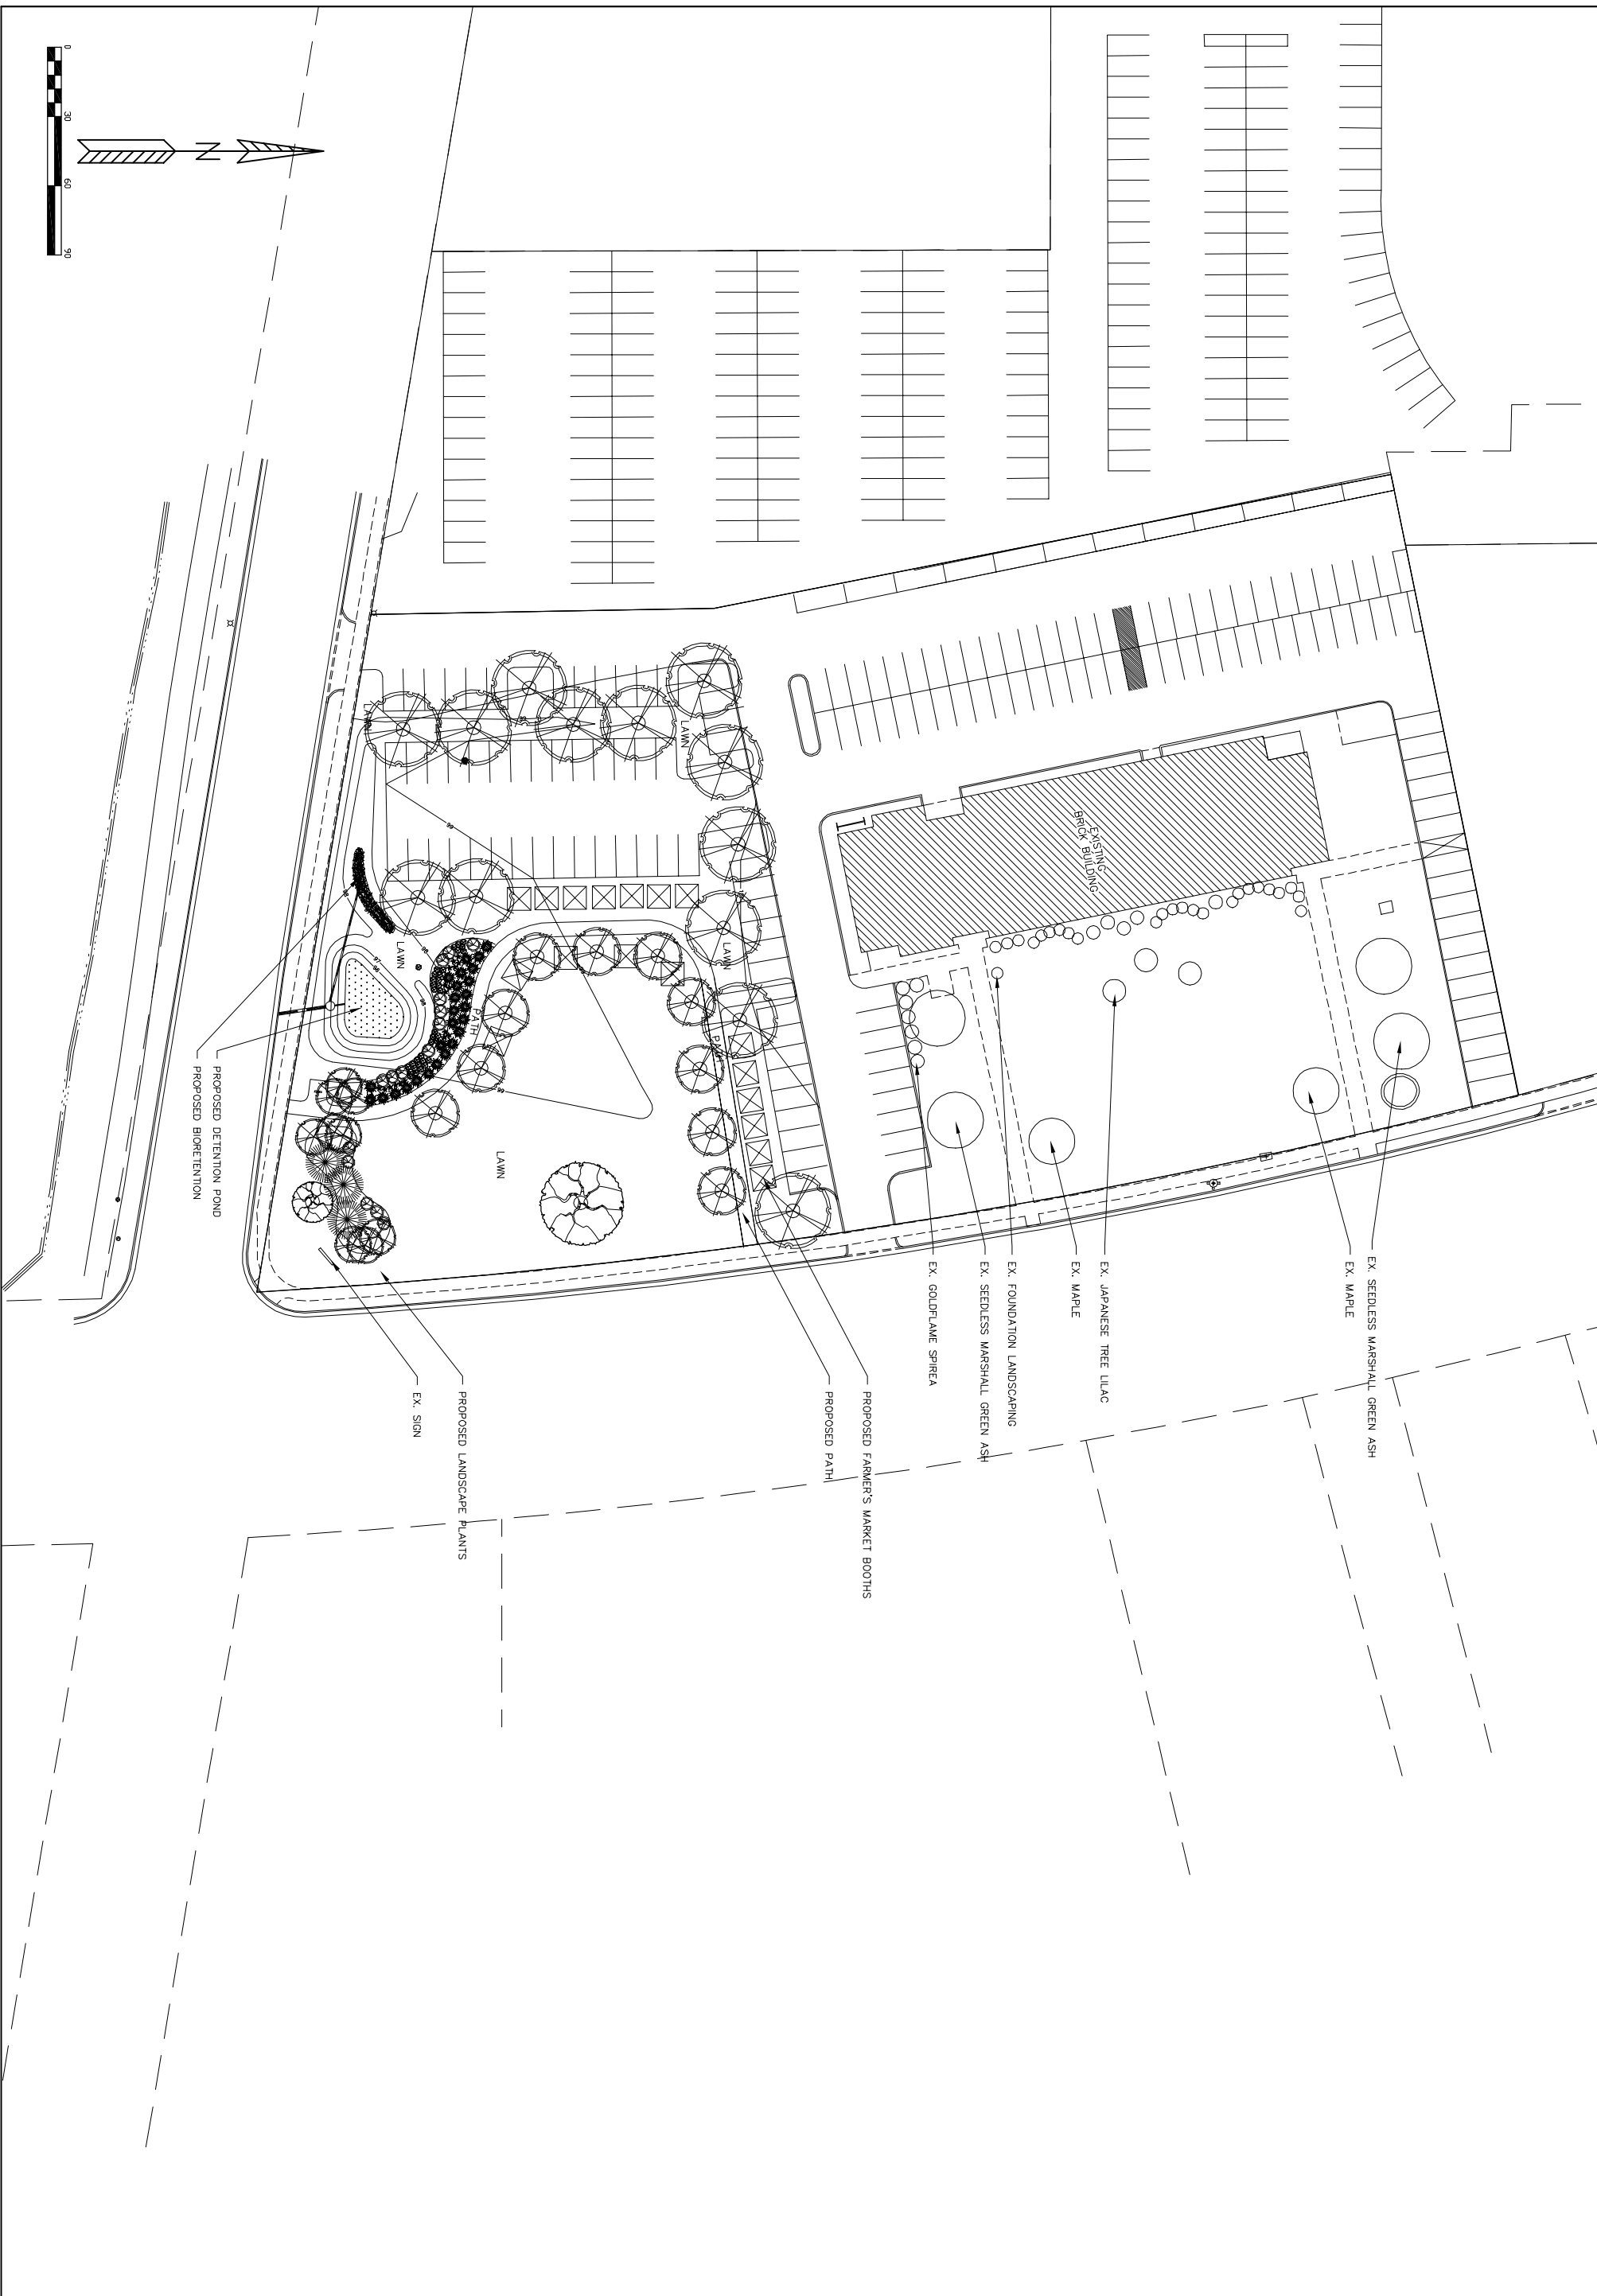 0
30
60
90
N
EX. SEEDLESS MARSHALL GREEN ASH
EX. MAPLE
EX. JAPANESE TREE LILAC
EX. MAPLE
EX. FOUNDATION LANDSCAPING
EX. SEEDLESS MARSHALL GREEN ASH
EX. GOLDFLAME SPIREA
PROPOSED FARMER'S MARKET BOOTHS
PROPOSED PATH
PROPOSED LANDSCAPE PLANTS
EX. SIGN
PROPOSED DETENTION POND
PROPOSED BIORETENTION
EXISTING
BRICK BUILDING
LAWN
LAWN
LAWN
LAWN
LAWN
PATH
PATH